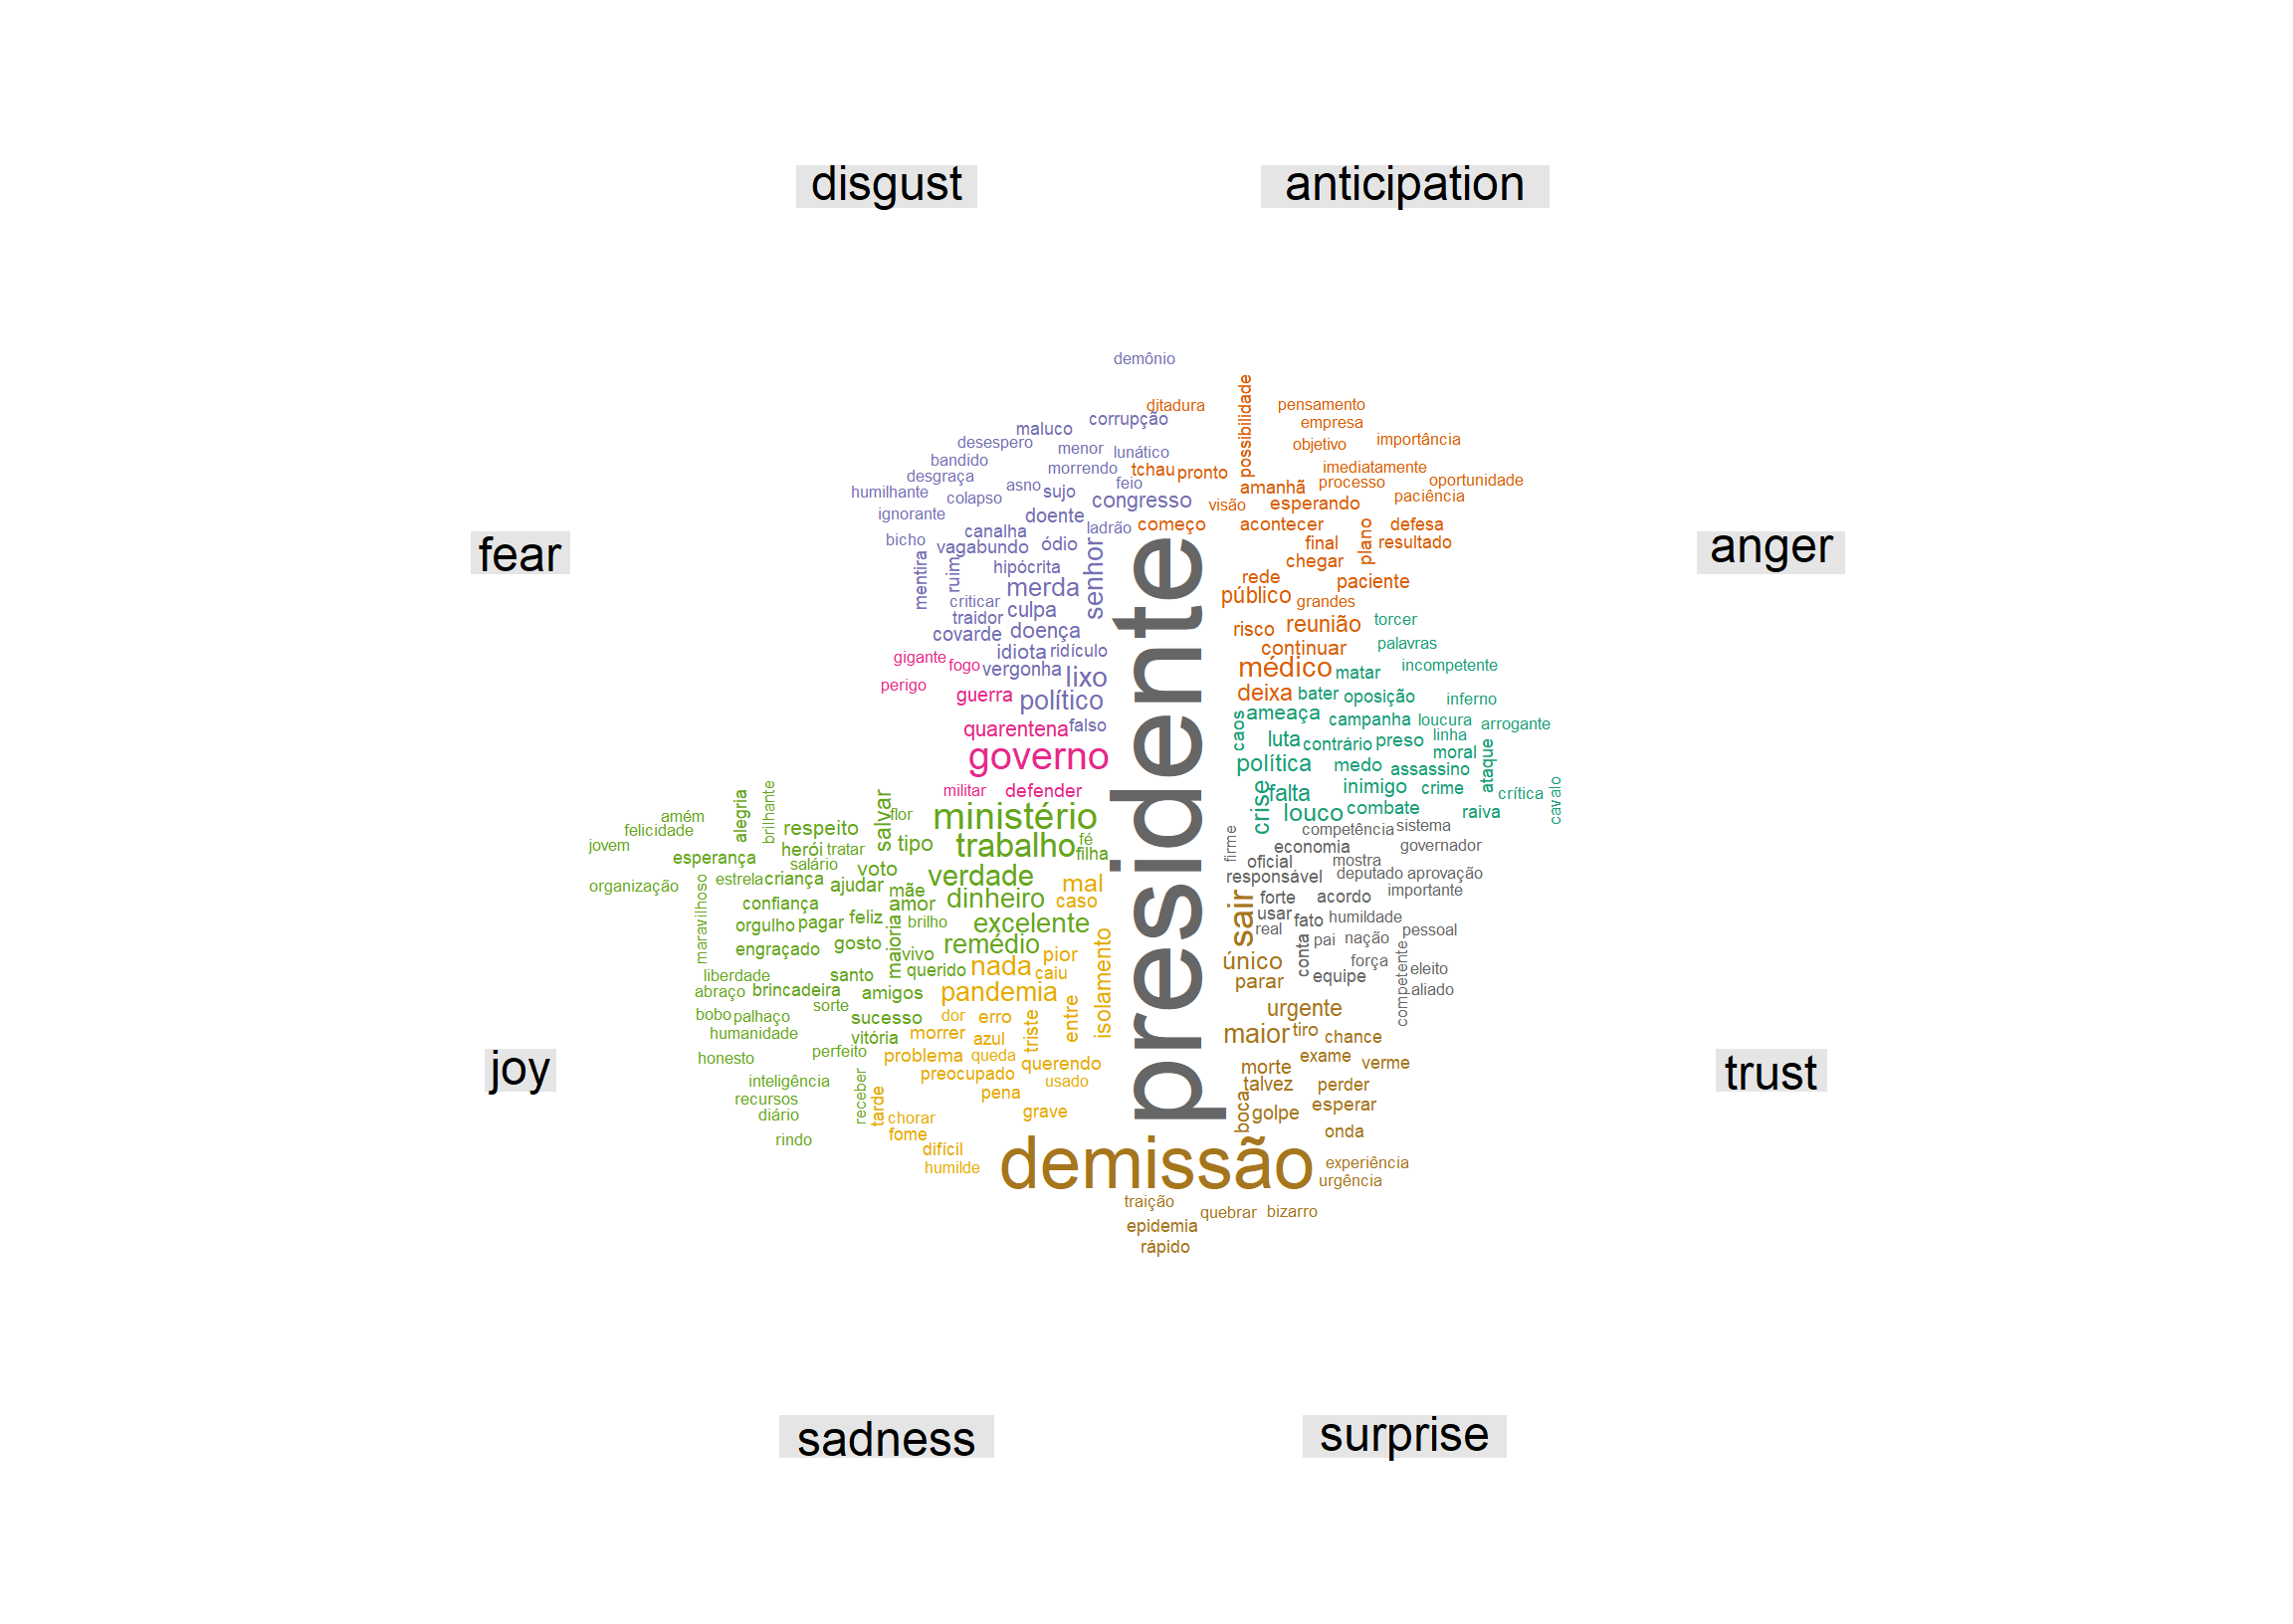 disgust
anticipation
demônio
ditadura
possibilidade
pensamento
corrupção
empresa
maluco
importância
desespero
menor
lunático
objetivo
bandido
morrendo
tchau
pronto
imediatamente
desgraça
asno
sujo
feio
amanhã
processo
oportunidade
humilhante
colapso
congresso
visão
esperando
paciência
ignorante
doente
ladrão
começo
acontecer
plano
defesa
canalha
bicho
vagabundo
ódio
senhor
final
resultado
fear
anger
mentira
ruim
hipócrita
chegar
merda
rede
paciente
criticar
culpa
público
grandes
traidor
covarde
doença
risco
reunião
torcer
idiota
ridículo
continuar
palavras
gigante
fogo
vergonha
lixo
médico
matar
incompetente
perigo
guerra
político
deixa
bater
oposição
inferno
quarentena
falso
caos
ameaça
campanha
loucura
arrogante
luta
contrário
preso
linha
governo
moral
política
medo
assassino
ataque
militar
defender
crise
falta
inimigo
crime
crítica
cavalo
presidente
amém
alegria
brilhante
salvar
flor
ministério
louco
combate
raiva
felicidade
respeito
firme
competência
sistema
jovem
herói
tratar
tipo
trabalho
fé
filha
economia
governador
esperança
salário
voto
oficial
mostra
organização
estrela
criança
ajudar
verdade
mal
responsável
deputado
aprovação
maravilhoso
mãe
confiança
amor
dinheiro
caso
sair
forte
acordo
importante
orgulho
pagar
feliz
brilho
excelente
usar
fato
humildade
real
pessoal
engraçado
gosto
maioria
vivo
remédio
pior
isolamento
conta
pai
nação
liberdade
santo
querido
nada
caiu
único
equipe
força
eleito
abraço
brincadeira
amigos
pandemia
parar
competente
aliado
sorte
bobo
palhaço
sucesso
dor
erro
triste
entre
urgente
humanidade
vitória
morrer
azul
maior
tiro
chance
honesto
perfeito
problema
queda
querendo
exame
verme
joy
trust
inteligência
receber
tarde
preocupado
usado
morte
talvez
perder
recursos
pena
boca
golpe
esperar
diário
chorar
grave
rindo
fome
onda
difícil
demissão
humilde
experiência
urgência
traição
quebrar
bizarro
epidemia
rápido
sadness
surprise